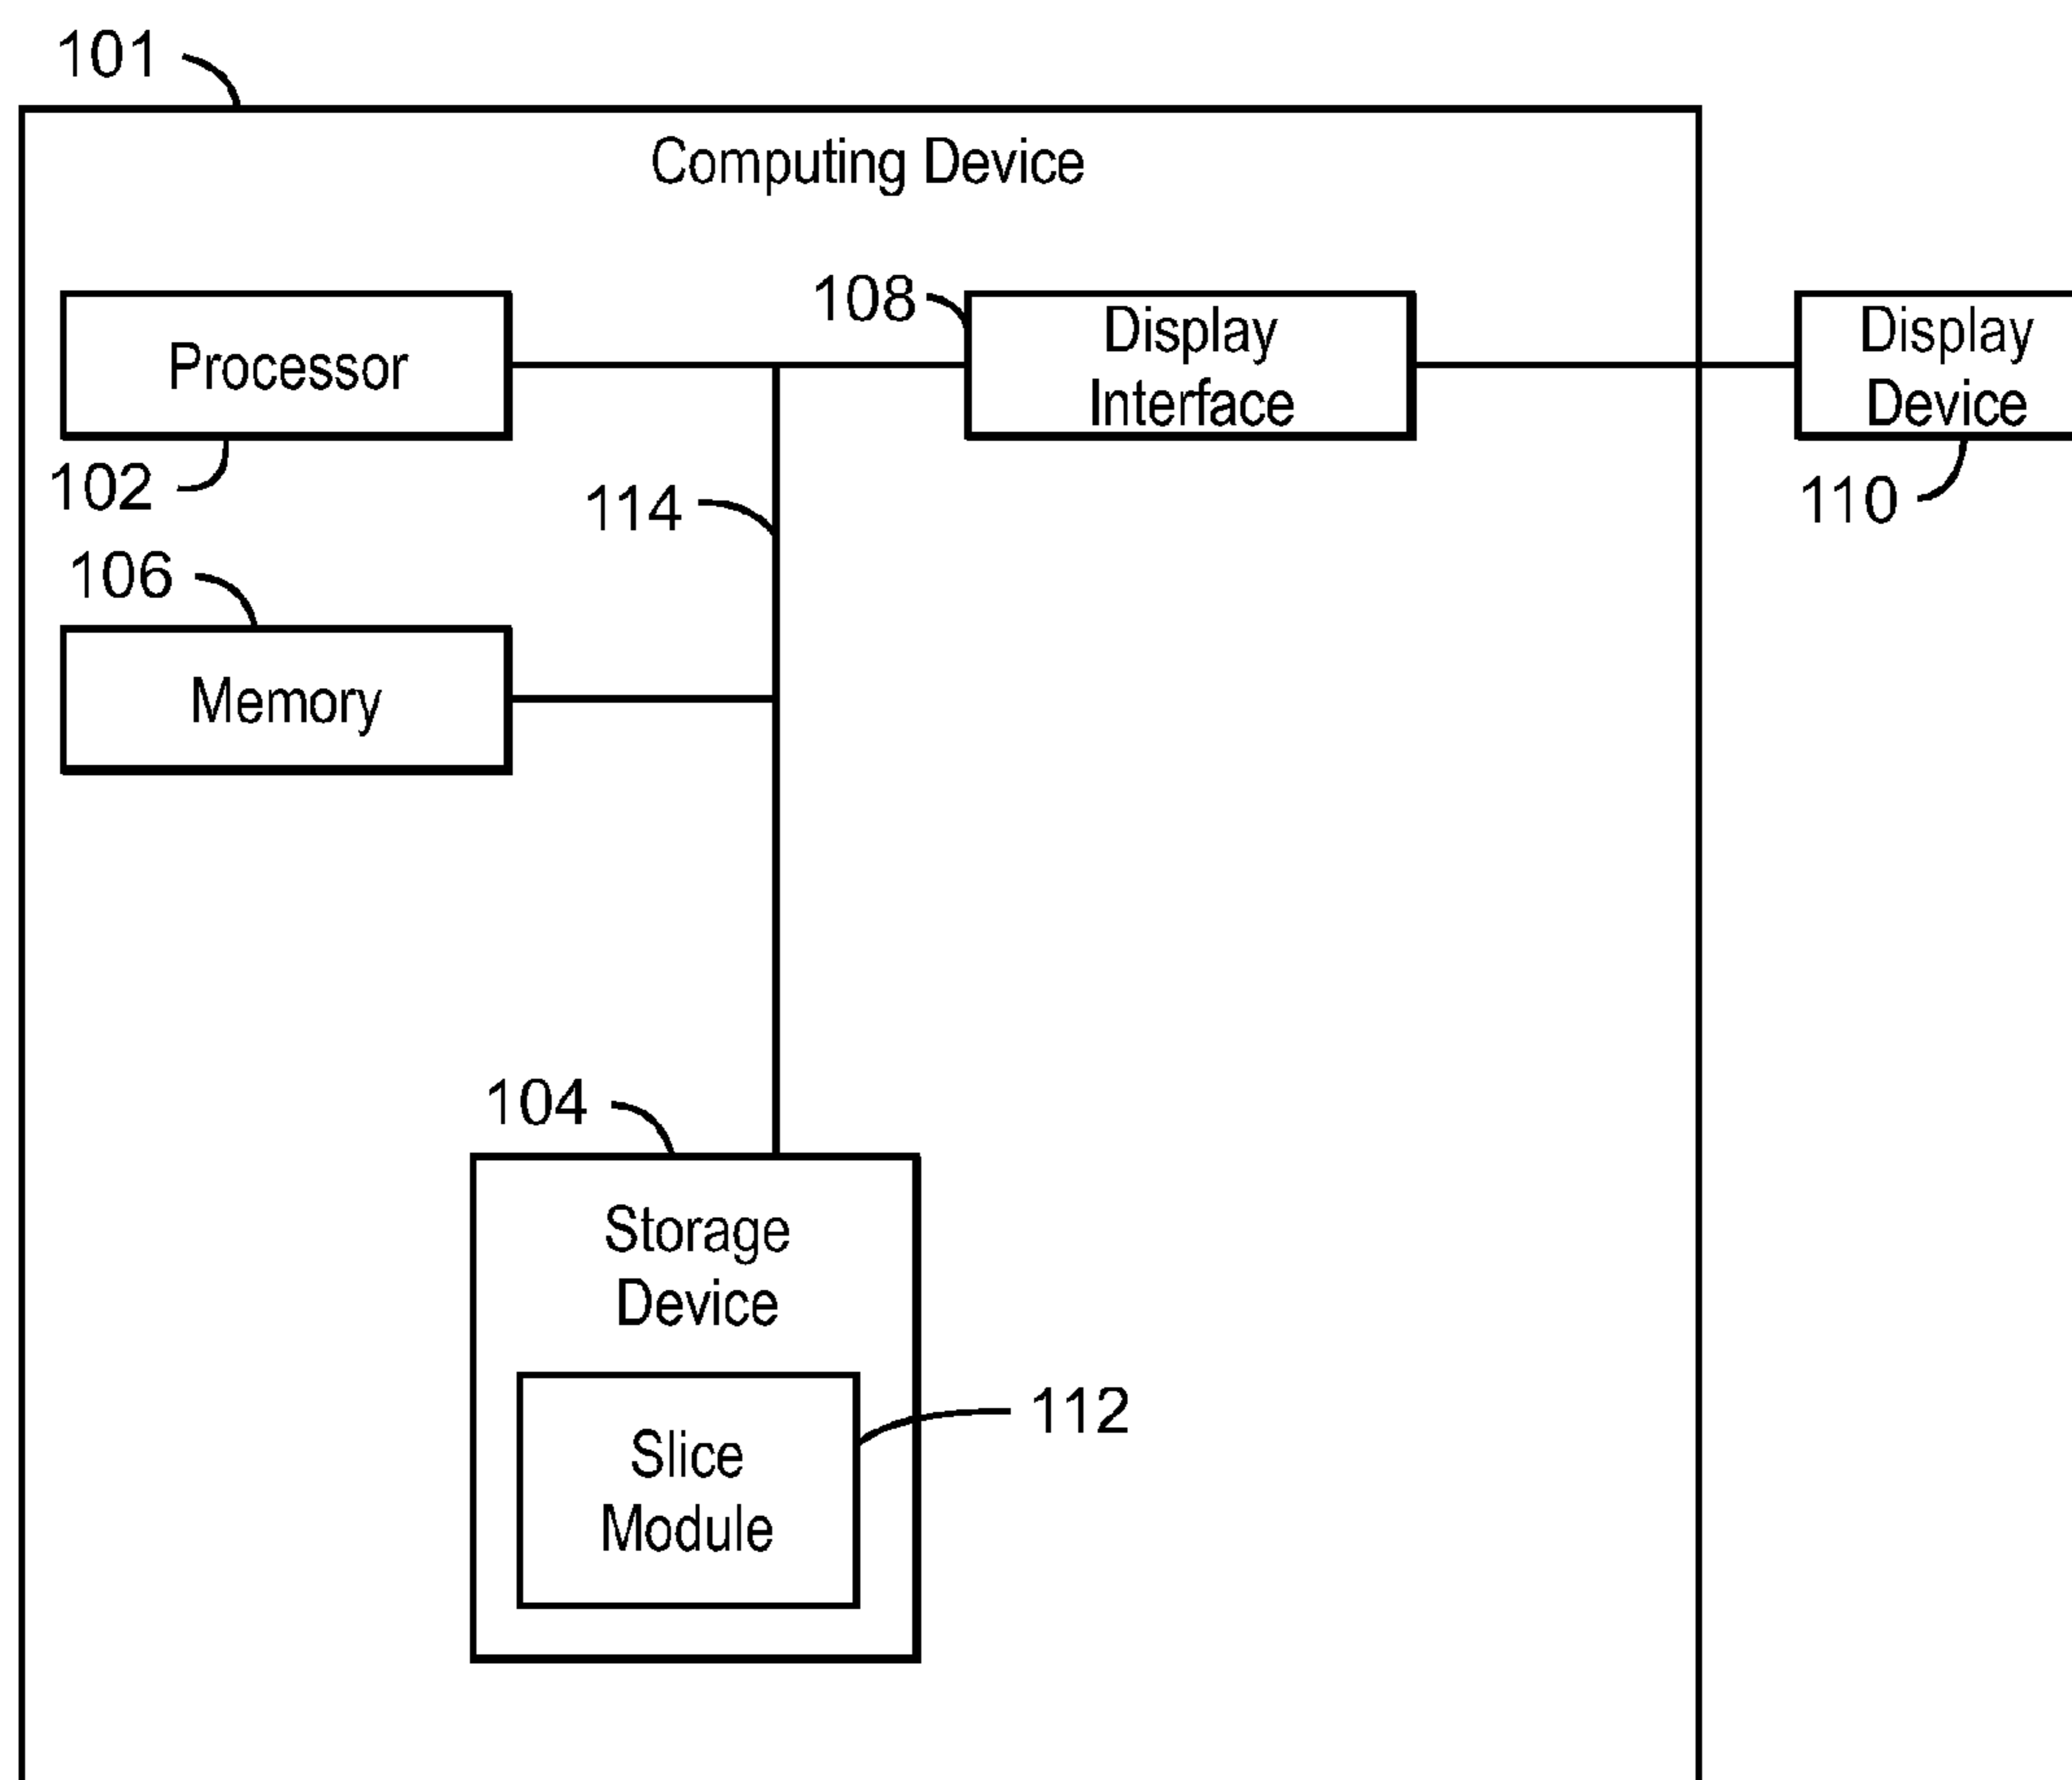 101
Computing Device
108
Processor
Display
Interface
Display
Device
102
114
110
106
Memory
104
Storage
Device
112
Slice
Module